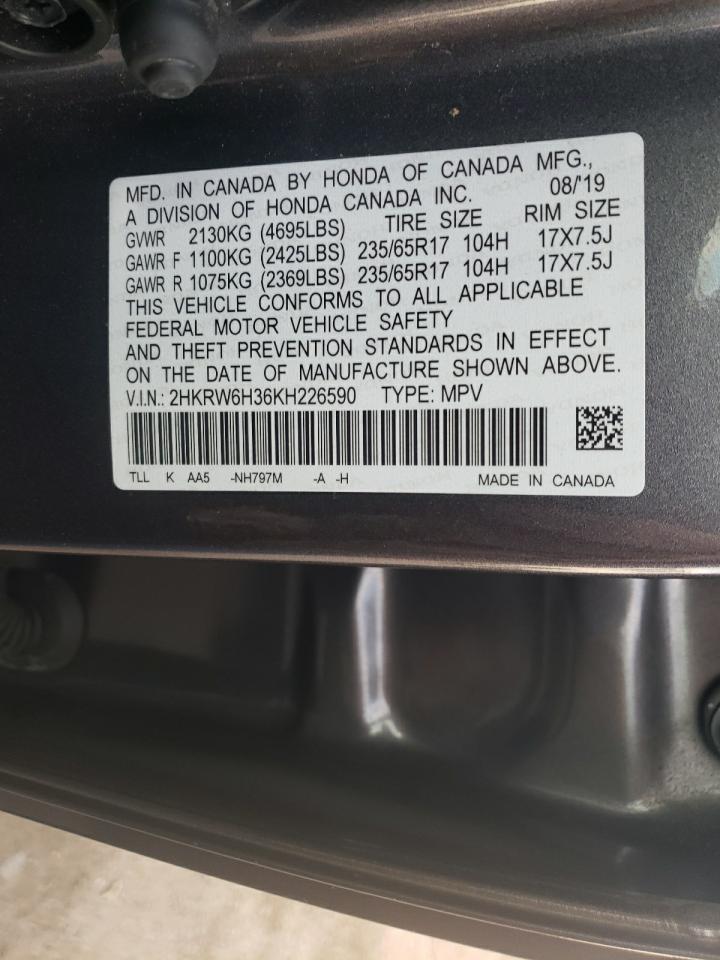 MFD. IN CANADA BY HONDA OF CANADA MFG.,
A DIVISION OF HONDA CANADA INC. 08/'19
GVWR 2130KG (4695LBS) TIRE SIZE RIM SIZE
GAWR F 1100KG (2425LBS) 235/65R17 104H 17X7.5J
GAWR R 1075KG (2369LBS) 235/65R17 104H 17X7.5J
THIS VEHICLE CONFORMS TO ALL APPLICABLE
FEDERAL MOTOR VEHICLE SAFETY
AND THEFT PREVENTION STANDARDS IN EFFECT
ON THE DATE OF MANUFACTURE SHOWN ABOVE.
V.I.N.: 2HKRW6H36KH226590 TYPE: MPV
TLL K AA5 -NH797M -A -H MADE IN CANADA